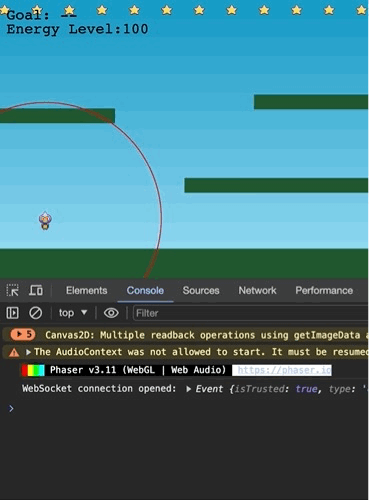 Goal: --
Energy Level:100
Elements Console Sources Network Performance
top Filter
5 Canvas2D: Multiple readback operations using getImageData a
The AudioContext was not allowed to start. It must be resumed
Phaser v3.11 (WebGL | Web Audio) https://phaser.io
WebSocket connection opened: Event {isTrusted: true, type: '